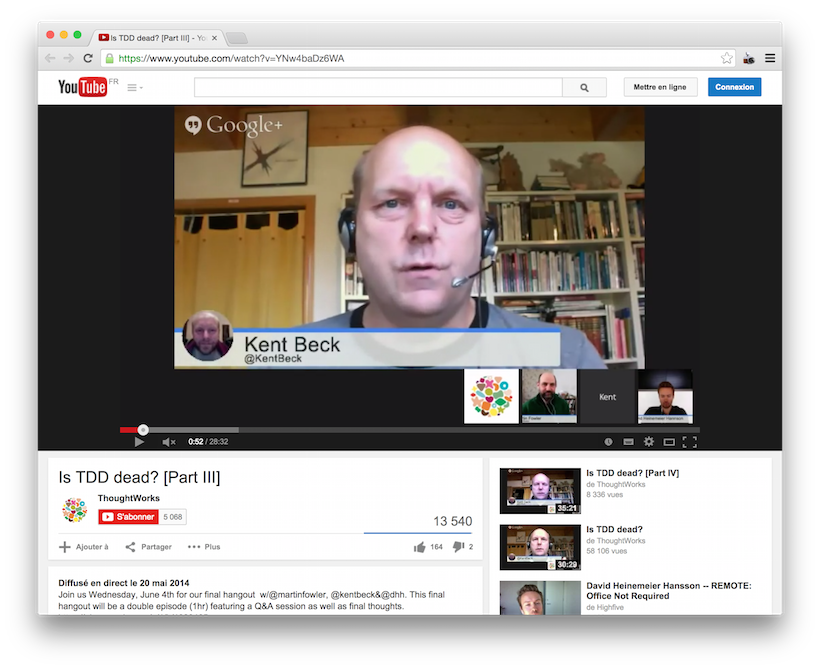 Is TDD dead? [Part III] - Yo
https://www.youtube.com/watch?v=YNw4baDz6WA
YouTube FR
Mettre en ligne
Connexion
Google+
Kent Beck
@KentBeck
Kent
0:52 / 28:32
Is TDD dead? [Part III]
ThoughtWorks
S'abonner 5 068
13 540
Ajouter à Partager Plus 164 2
Diffusé en direct le 20 mai 2014
Join us Wednesday, June 4th for our final hangout w/@martinfowler, @kentbeck&@dhh. This final
hangout will be a double episode (1hr) featuring a Q&A session as well as final thoughts.
35:21
Is TDD dead? [Part IV]
de ThoughtWorks
8 336 vues
30:29
Is TDD dead?
de ThoughtWorks
58 106 vues
David Heinemeier Hansson -- REMOTE:
Office Not Required
de Highfive